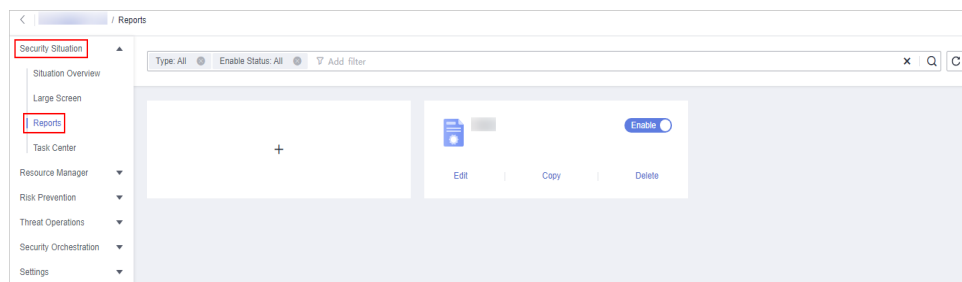 / Reports
Security Situation
Situation Overview
Large Screen
Reports
Task Center
Resource Manager
Risk Prevention
Threat Operations
Security Orchestration
Settings
Type: All Enable Status: All Add filter
Enable
Edit Copy Delete